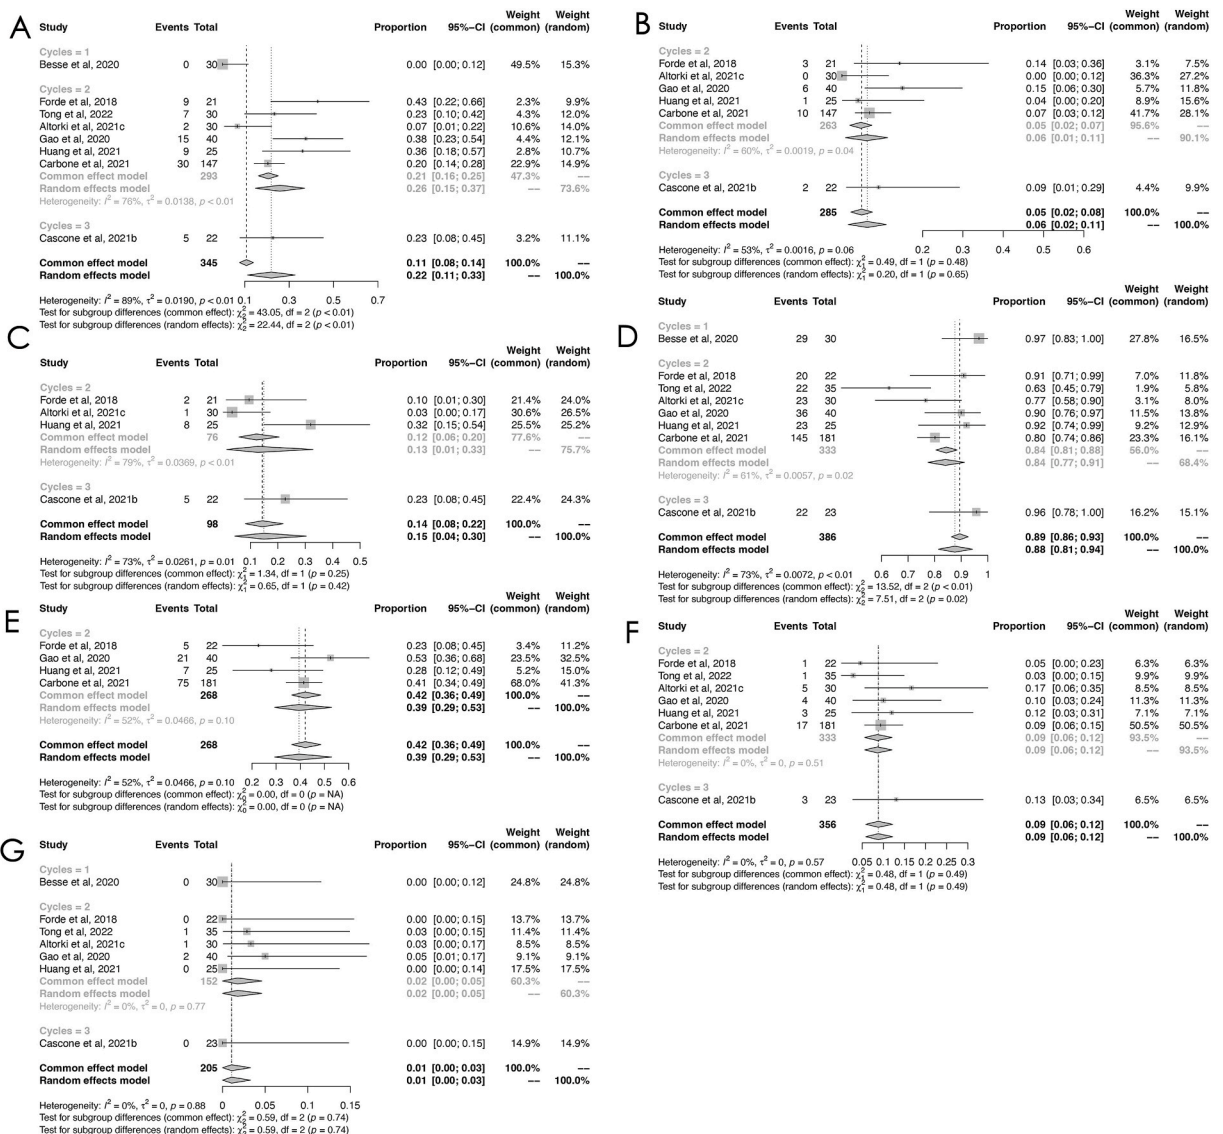 A
Weight Weight
Study Events Total Proportion 95%−CI (common) (random)
Cycles = 1
Besse et al, 2020 0 30 0.00 [0.00; 0.12] 49.5% 15.3%
Cycles = 2
Forde et al, 2018 9 21 0.43 [0.22; 0.66] 2.3% 9.9%
Tong et al, 2022 7 30 0.23 [0.10; 0.42] 4.3% 12.0%
Altorki et al, 2021c 2 30 0.07 [0.01; 0.22] 10.6% 14.0%
Gao et al, 2020 15 40 0.38 [0.23; 0.54] 4.4% 12.1%
Huang et al, 2021 9 25 0.36 [0.18; 0.57] 2.8% 10.7%
Carbone et al, 2021 30 147 0.20 [0.14; 0.28] 22.9% 14.9%
Common effect model 293 0.21 [0.16; 0.25] 47.3% −−
Random effects model 0.26 [0.15; 0.37] −− 73.6%
Heterogeneity: I² = 76%, τ² = 0.0138, p < 0.01
Cycles = 3
Cascone et al, 2021b 5 22 0.23 [0.08; 0.45] 3.2% 11.1%
Common effect model 345 0.11 [0.08; 0.14] 100.0% −−
Random effects model 0.22 [0.11; 0.33] −− 100.0%
Heterogeneity: I² = 89%, τ² = 0.0190, p < 0.01 0.1 0.3 0.5 0.7
Test for subgroup differences (common effect): χ²₂ = 43.05, df = 2 (p < 0.01)
Test for subgroup differences (random effects): χ²₂ = 22.44, df = 2 (p < 0.01)
B
Weight Weight
Study Events Total Proportion 95%−CI (common) (random)
Cycles = 2
Forde et al, 2018 3 21 0.14 [0.03; 0.36] 3.1% 7.5%
Altorki et al, 2021c 0 30 0.00 [0.00; 0.12] 36.3% 27.2%
Gao et al, 2020 6 40 0.15 [0.06; 0.30] 5.7% 11.8%
Huang et al, 2021 1 25 0.04 [0.00; 0.20] 8.9% 15.6%
Carbone et al, 2021 10 147 0.07 [0.03; 0.12] 41.7% 28.1%
Common effect model 263 0.05 [0.02; 0.07] 95.6% −−
Random effects model 0.06 [0.01; 0.11] −− 90.1%
Heterogeneity: I² = 60%, τ² = 0.0019, p = 0.04
Cycles = 3
Cascone et al, 2021b 2 22 0.09 [0.01; 0.29] 4.4% 9.9%
Common effect model 285 0.05 [0.02; 0.08] 100.0% −−
Random effects model 0.06 [0.02; 0.11] −− 100.0%
0.2 0.3 0.4 0.5 0.6
Heterogeneity: I² = 53%, τ² = 0.0016, p = 0.06
Test for subgroup differences (common effect): χ²₁ = 0.49, df = 1 (p = 0.48)
Test for subgroup differences (random effects): χ²₁ = 0.20, df = 1 (p = 0.65)
C
Weight Weight
Study Events Total Proportion 95%−CI (common) (random)
Cycles = 2
Forde et al, 2018 2 21 0.10 [0.01; 0.30] 21.4% 24.0%
Altorki et al, 2021c 1 30 0.03 [0.00; 0.17] 30.6% 26.5%
Huang et al, 2021 8 25 0.32 [0.15; 0.54] 25.5% 25.2%
Common effect model 76 0.12 [0.06; 0.20] 77.6% −−
Random effects model 0.13 [0.01; 0.33] −− 75.7%
Heterogeneity: I² = 79%, τ² = 0.0369, p < 0.01
Cycles = 3
Cascone et al, 2021b 5 22 0.23 [0.08; 0.45] 22.4% 24.3%
Common effect model 98 0.14 [0.08; 0.22] 100.0% −−
Random effects model 0.15 [0.04; 0.30] −− 100.0%
Heterogeneity: I² = 73%, τ² = 0.0261, p = 0.01 0.1 0.2 0.3 0.4 0.5
Test for subgroup differences (common effect): χ²₁ = 1.34, df = 1 (p = 0.25)
Test for subgroup differences (random effects): χ²₁ = 0.65, df = 1 (p = 0.42)
D
Weight Weight
Study Events Total Proportion 95%−CI (common) (random)
Cycles = 1
Besse et al, 2020 29 30 0.97 [0.83; 1.00] 27.8% 16.5%
Cycles = 2
Forde et al, 2018 20 22 0.91 [0.71; 0.99] 7.0% 11.8%
Tong et al, 2022 22 35 0.63 [0.45; 0.79] 1.9% 5.8%
Altorki et al, 2021c 23 30 0.77 [0.58; 0.90] 3.1% 8.0%
Gao et al, 2020 36 40 0.90 [0.76; 0.97] 11.5% 13.8%
Huang et al, 2021 23 25 0.92 [0.74; 0.99] 9.2% 12.9%
Carbone et al, 2021 145 181 0.80 [0.74; 0.86] 23.3% 16.1%
Common effect model 333 0.84 [0.81; 0.88] 56.0% −−
Random effects model 0.84 [0.77; 0.91] −− 68.4%
Heterogeneity: I² = 61%, τ² = 0.0057, p = 0.02
Cycles = 3
Cascone et al, 2021b 22 23 0.96 [0.78; 1.00] 16.2% 15.1%
Common effect model 386 0.89 [0.86; 0.93] 100.0% −−
Random effects model 0.88 [0.81; 0.94] −− 100.0%
Heterogeneity: I² = 73%, τ² = 0.0072, p < 0.01 0.6 0.7 0.8 0.9 1
Test for subgroup differences (common effect): χ²₂ = 13.52, df = 2 (p < 0.01)
Test for subgroup differences (random effects): χ²₂ = 7.51, df = 2 (p = 0.02)
E
Weight Weight
Study Events Total Proportion 95%−CI (common) (random)
Cycles = 2
Forde et al, 2018 5 22 0.23 [0.08; 0.45] 3.4% 11.2%
Gao et al, 2020 21 40 0.53 [0.36; 0.68] 23.5% 32.5%
Huang et al, 2021 7 25 0.28 [0.12; 0.49] 5.2% 15.0%
Carbone et al, 2021 75 181 0.41 [0.34; 0.49] 68.0% 41.3%
Common effect model 268 0.42 [0.36; 0.49] 100.0% −−
Random effects model 0.39 [0.29; 0.53] −− 100.0%
Heterogeneity: I² = 52%, τ² = 0.0466, p = 0.10
Common effect model 268 0.42 [0.36; 0.49] 100.0% −−
Random effects model 0.39 [0.29; 0.53] −− 100.0%
Heterogeneity: I² = 52%, τ² = 0.0466, p = 0.10 0.2 0.3 0.4 0.5 0.6
Test for subgroup differences (common effect): χ²₀ = 0.00, df = 0 (p = NA)
Test for subgroup differences (random effects): χ²₀ = 0.00, df = 0 (p = NA)
F
Weight Weight
Study Events Total Proportion 95%−CI (common) (random)
Cycles = 2
Forde et al, 2018 1 22 0.05 [0.00; 0.23] 6.3% 6.3%
Tong et al, 2022 1 35 0.03 [0.00; 0.15] 9.9% 9.9%
Altorki et al, 2021c 5 30 0.17 [0.06; 0.35] 8.5% 8.5%
Gao et al, 2020 4 40 0.10 [0.03; 0.24] 11.3% 11.3%
Huang et al, 2021 3 25 0.12 [0.03; 0.31] 7.1% 7.1%
Carbone et al, 2021 17 181 0.09 [0.06; 0.15] 50.5% 50.5%
Common effect model 333 0.09 [0.06; 0.12] 93.5% −−
Random effects model 0.09 [0.06; 0.12] −− 93.5%
Heterogeneity: I² = 0%, τ² = 0, p = 0.51
Cycles = 3
Cascone et al, 2021b 3 23 0.13 [0.03; 0.34] 6.5% 6.5%
Common effect model 356 0.09 [0.06; 0.12] 100.0% −−
Random effects model 0.09 [0.06; 0.12] −− 100.0%
Heterogeneity: I² = 0%, τ² = 0, p = 0.57 0.05 0.1 0.15 0.2 0.25 0.3
Test for subgroup differences (common effect): χ²₁ = 0.48, df = 1 (p = 0.49)
Test for subgroup differences (random effects): χ²₁ = 0.48, df = 1 (p = 0.49)
G
Weight Weight
Study Events Total Proportion 95%−CI (common) (random)
Cycles = 1
Besse et al, 2020 0 30 0.00 [0.00; 0.12] 24.8% 24.8%
Cycles = 2
Forde et al, 2018 0 22 0.00 [0.00; 0.15] 13.7% 13.7%
Tong et al, 2022 1 35 0.03 [0.00; 0.15] 11.4% 11.4%
Altorki et al, 2021c 1 30 0.03 [0.00; 0.17] 8.5% 8.5%
Gao et al, 2020 2 40 0.05 [0.01; 0.17] 9.1% 9.1%
Huang et al, 2021 0 25 0.00 [0.00; 0.14] 17.5% 17.5%
Common effect model 152 0.02 [0.00; 0.05] 60.3% −−
Random effects model 0.02 [0.00; 0.05] −− 60.3%
Heterogeneity: I² = 0%, τ² = 0, p = 0.77
Cycles = 3
Cascone et al, 2021b 0 23 0.00 [0.00; 0.15] 14.9% 14.9%
Common effect model 205 0.01 [0.00; 0.03] 100.0% −−
Random effects model 0.01 [0.00; 0.03] −− 100.0%
Heterogeneity: I² = 0%, τ² = 0, p = 0.88 0 0.05 0.1 0.15
Test for subgroup differences (common effect): χ²₂ = 0.59, df = 2 (p = 0.74)
Test for subgroup differences (random effects): χ²₂ = 0.59, df = 2 (p = 0.74)